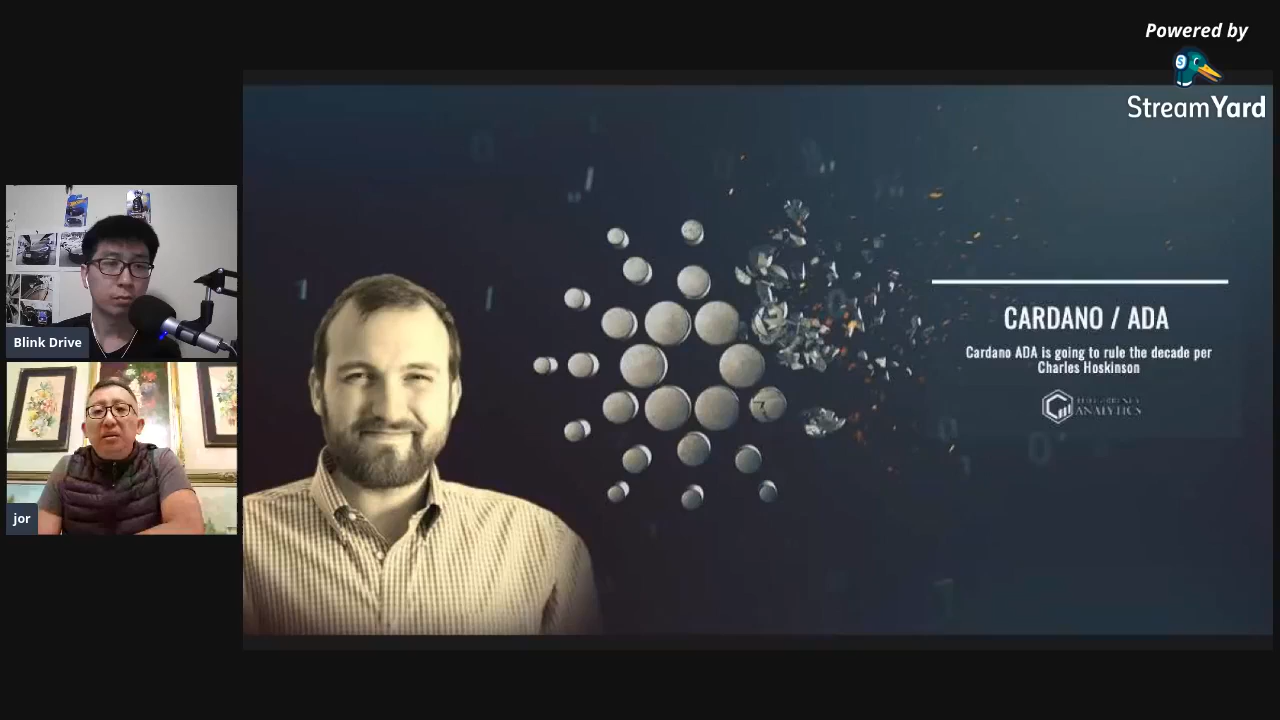 Powered by
StreamYard
Blink Drive
jor
CARDANO / ADA
Cardano ADA is going to rule the decade per
Charles Hoskinson
ANALYTICS